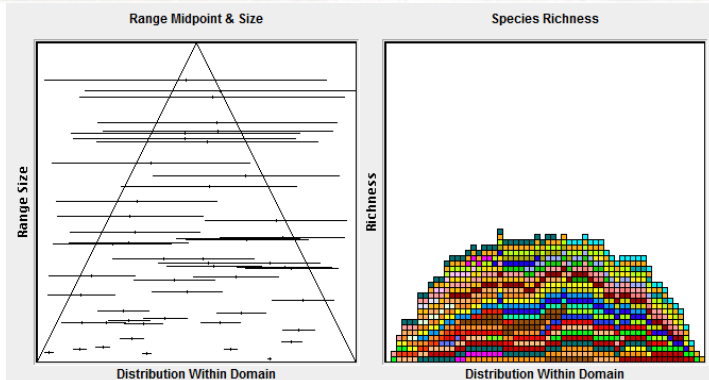 Range Midpoint & Size
Range Size
Distribution Within Domain
Species Richness
Richness
Distribution Within Domain